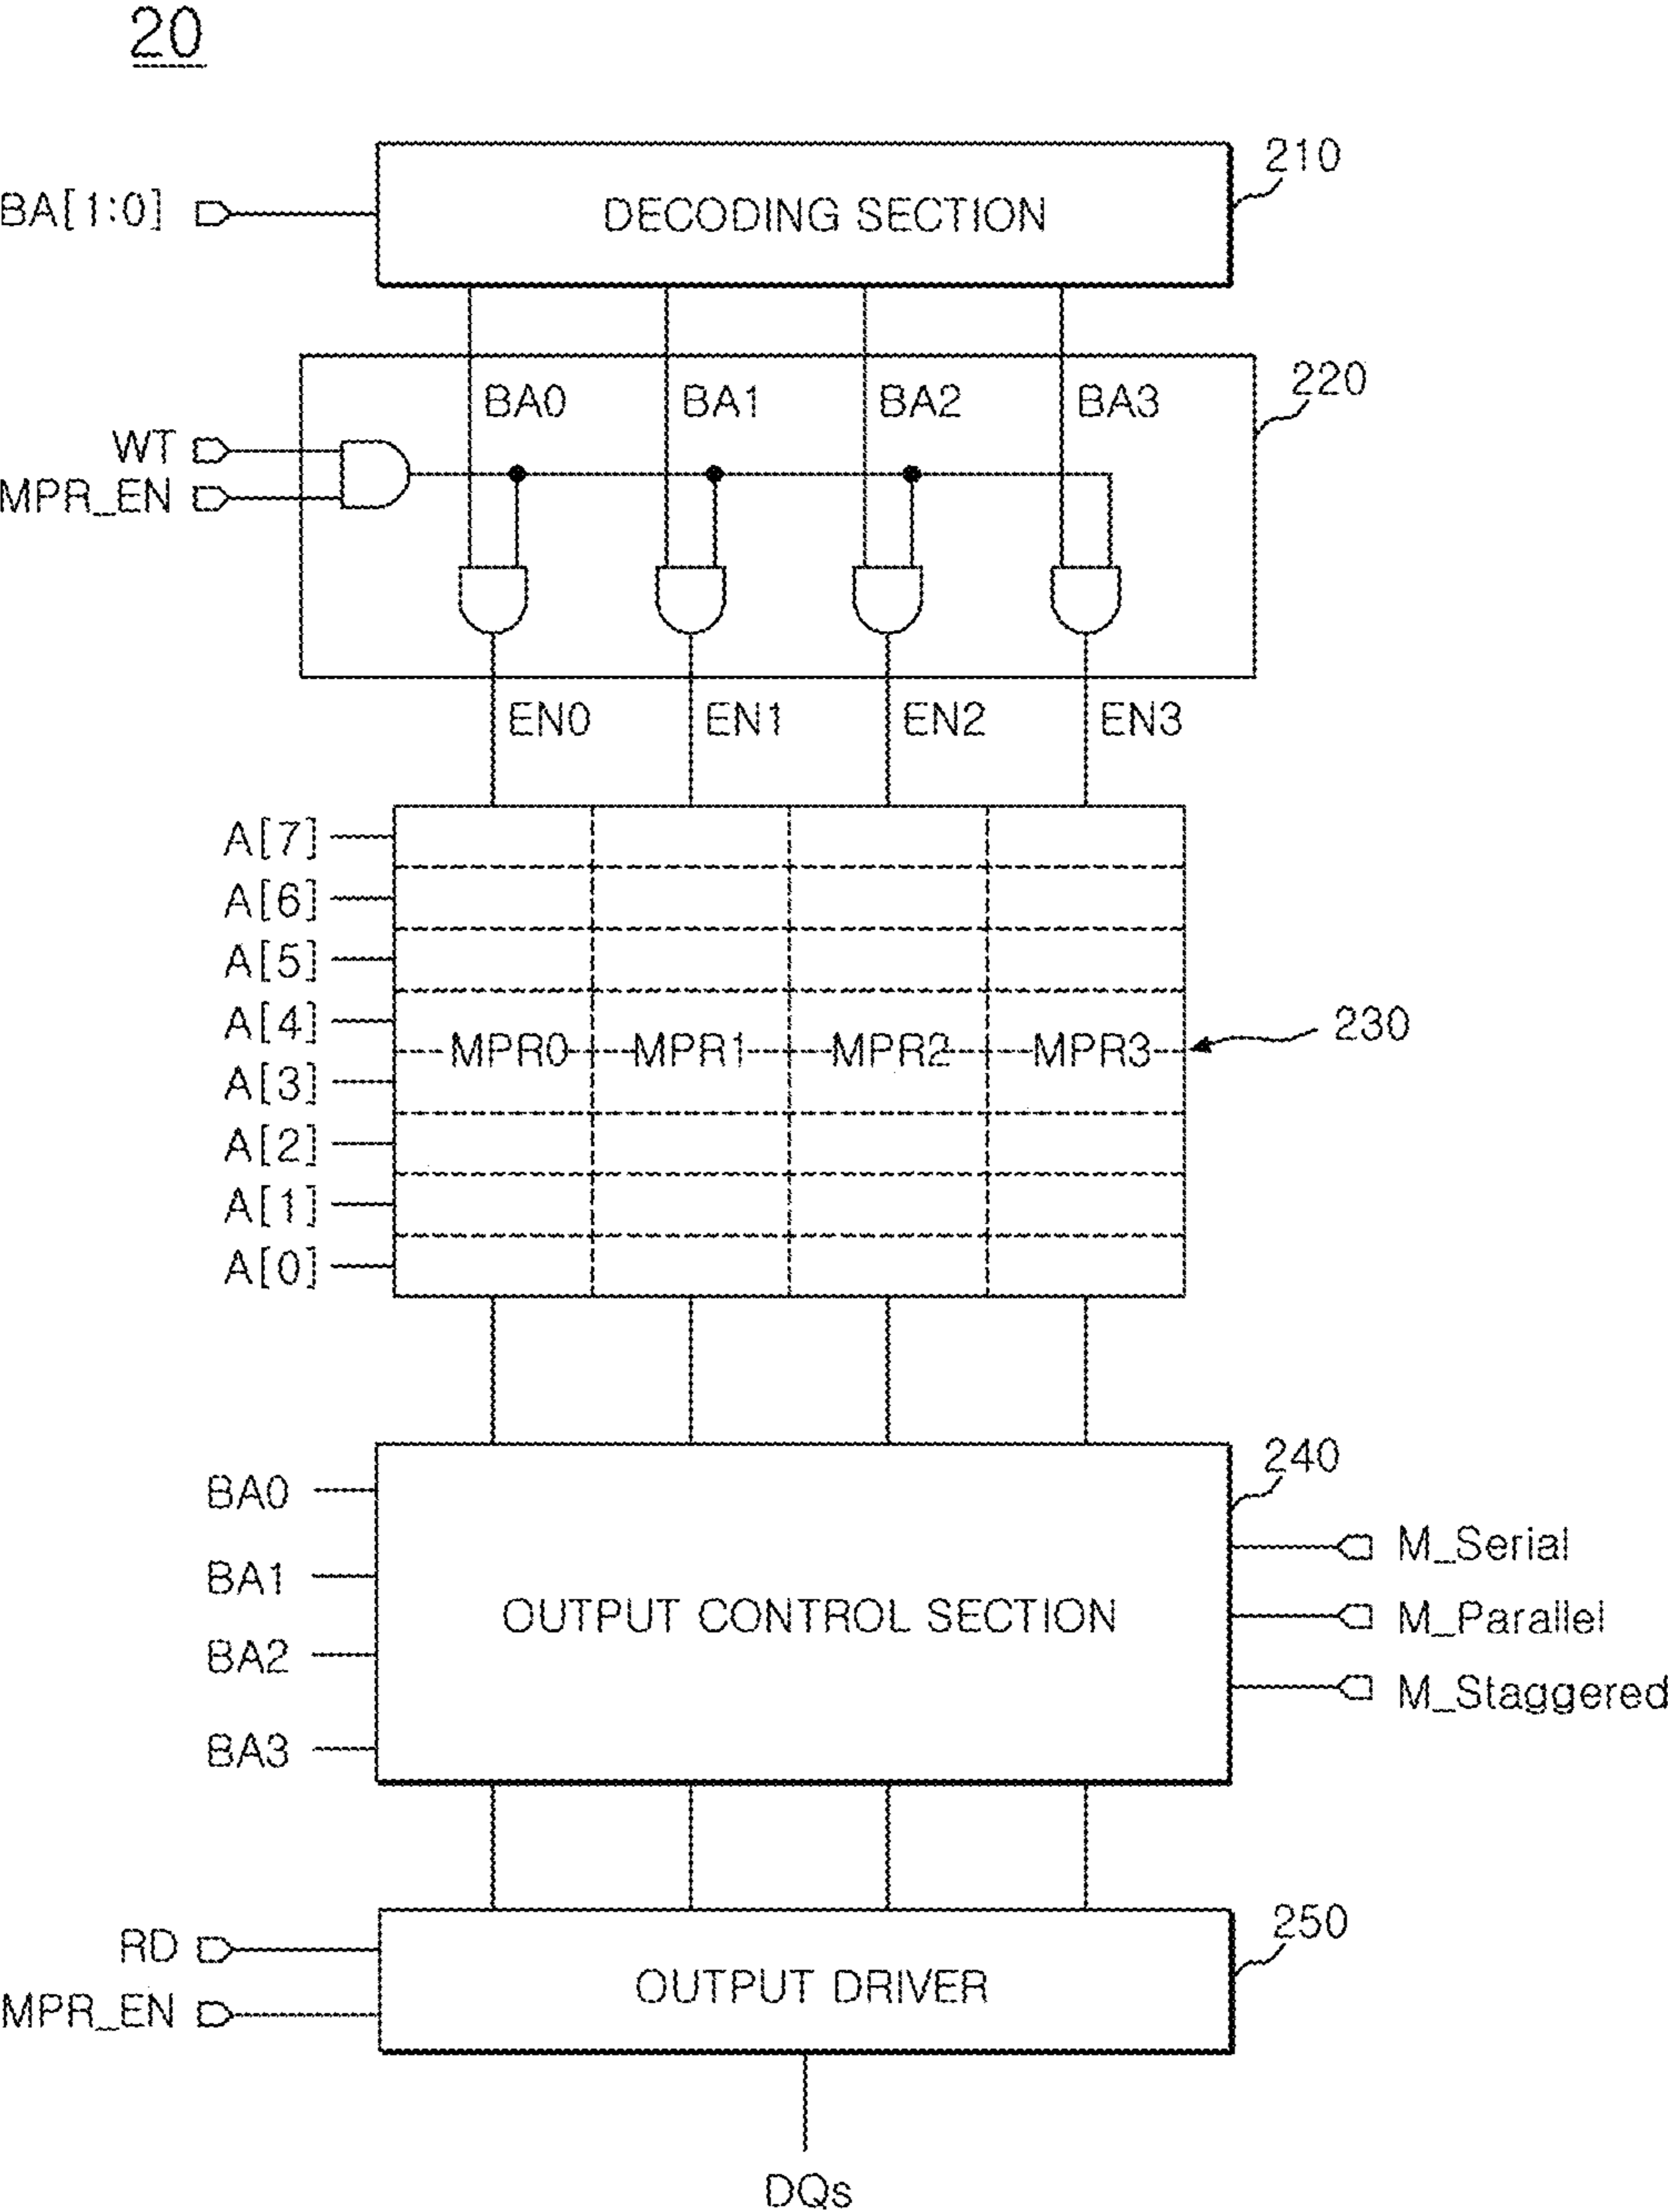 20
210
BA[1:0]
DECODING SECTION
220
BA0 BA1 BA2 BA3
WT
MPR_EN
EN0 EN1 EN2 EN3
A[7]
A[6]
A[5]
A[4]
MPR0 MPR1 MPR2 MPR3
230
A[3]
A[2]
A[1]
A[0]
240
BA0
M_Serial
BA1
OUTPUT CONTROL SECTION
M_Parallel
BA2
M_Staggered
BA3
250
RD
OUTPUT DRIVER
MPR_EN
DQs